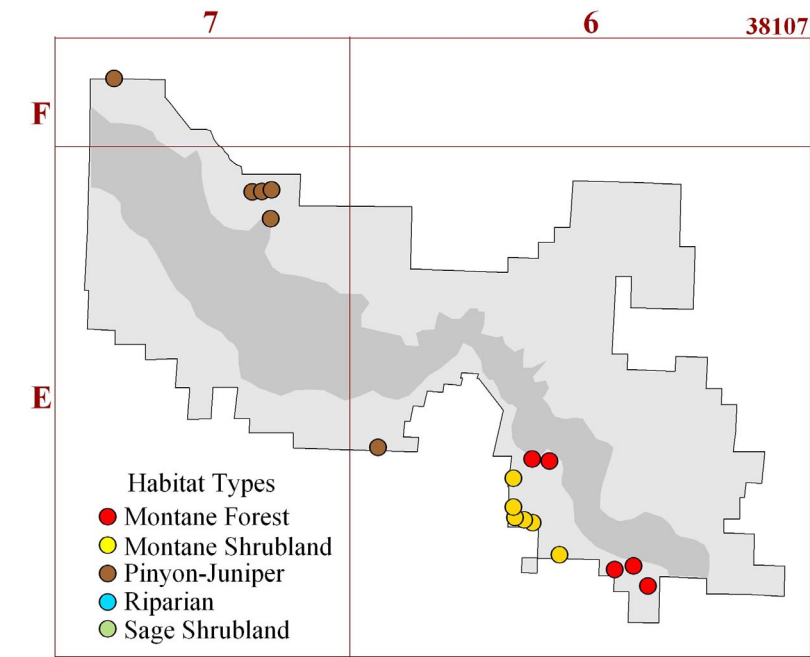 7 6 38107
F
E
Habitat Types
Montane Forest
Montane Shrubland
Pinyon-Juniper
Riparian
Sage Shrubland